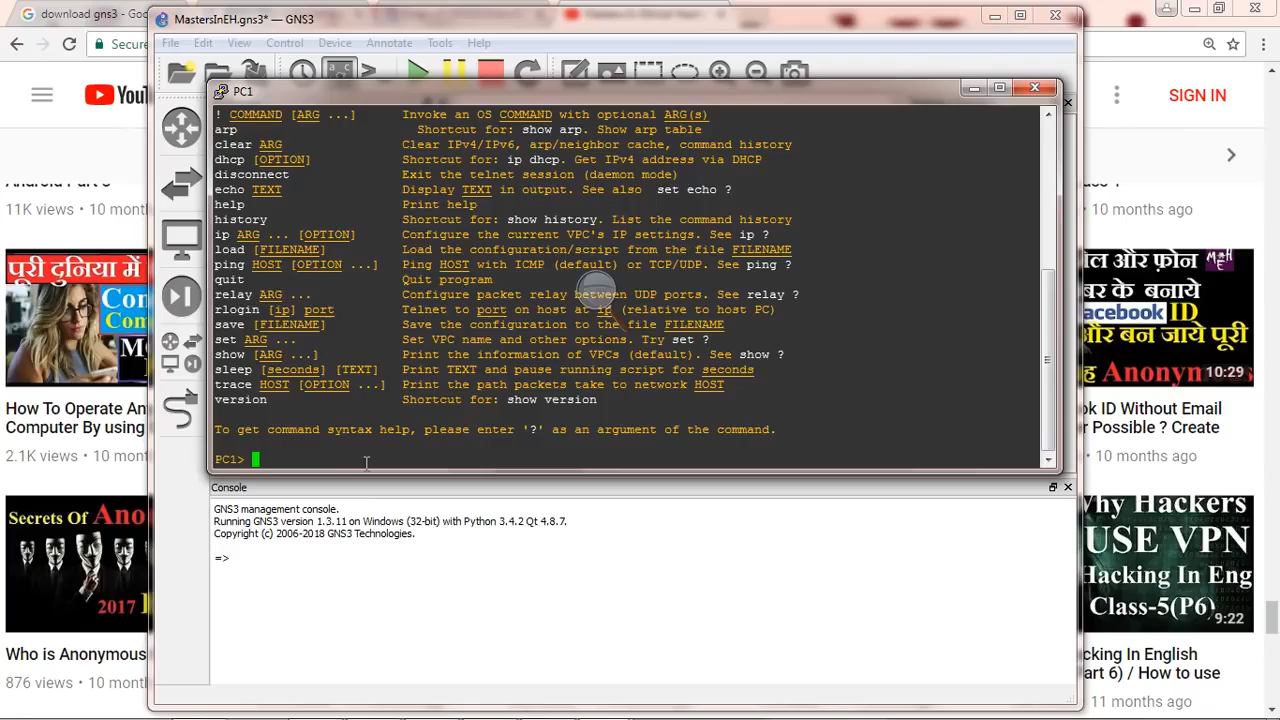 download gns3 - Goo
MastersInEH.gns3* — GNS3
Secure
File Edit View Control Device Annotate Tools Help
YouT
SIGN IN
PC1
! COMMAND [ARG ...] Invoke an OS COMMAND with optional ARG(s)
arp Shortcut for: show arp. Show arp table
clear ARG Clear IPv4/IPv6, arp/neighbor cache, command history
dhcp [OPTION] Shortcut for: ip dhcp. Get IPv4 address via DHCP
disconnect Exit the telnet session (daemon mode)
echo TEXT Display TEXT in output. See also set echo ?
help Print help
history Shortcut for: show history. List the command history
ip ARG ... [OPTION] Configure the current VPC's IP settings. See ip ?
load [FILENAME] Load the configuration/script from the file FILENAME
ping HOST [OPTION ...] Ping HOST with ICMP (default) or TCP/UDP. See ping ?
quit Quit program
relay ARG ... Configure packet relay between UDP ports. See relay ?
rlogin [ip] port Telnet to port on host at ip (relative to host PC)
save [FILENAME] Save the configuration to the file FILENAME
set ARG ... Set VPC name and other options. Try set ?
show [ARG ...] Print the information of VPCs (default). See show ?
sleep [seconds] [TEXT] Print TEXT and pause running script for seconds
trace HOST [OPTION ...] Print the path packets take to network HOST
version Shortcut for: show version
To get command syntax help, please enter '?' as an argument of the command.
PC1>
Console
GNS3 management console.
Running GNS3 version 1.3.11 on Windows (32-bit) with Python 3.4.2 Qt 4.8.7.
Copyright (c) 2006-2018 GNS3 Technologies.
=>
11K views • 10 month
पूरी दुनिया में
Com
How To Operate An
Computer By using
2.1K views • 10 mon
Secrets Of Ano
2017
Who is Anonymous
876 views • 10 month
10 months ago
ल और फ़ोन
के बनाये
facebook ID
और भी बनाये पूरी
ह Anonym
10:29
ok ID Without Email
r Possible ? Create
10 months ago
Why Hackers
USE VPN
Hacking In Eng
Class-5(P6)
9:22
cking In English
art 6) / How to use
11 months ago